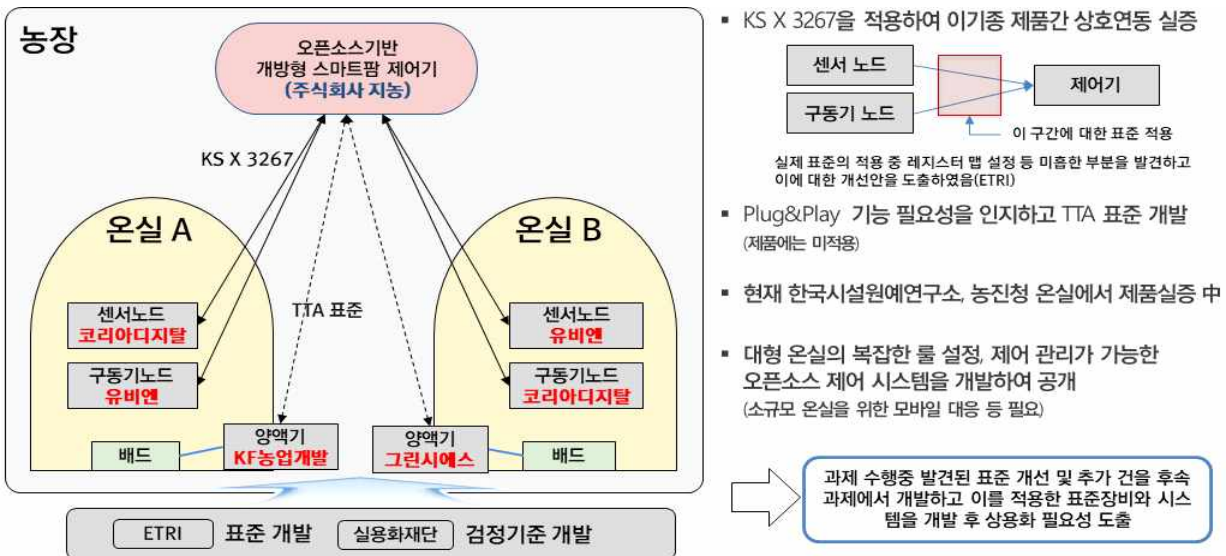 농장
오픈소스기반
개방형 스마트팜 제어기
(주식회사 지농)
KS X 3267
온실 A
온실 B
TTA 표준
센서노드
코리아디지탈
구동기노드
유비엔
양액기
KF농업개발
배드
센서노드
유비엔
구동기노드
코리아디지탈
양액기
그린시에스
배드
ETRI 표준 개발 실용화재단 검정기준 개발
▪ KS X 3267을 적용하여 이기종 제품간 상호연동 실증
센서 노드
구동기 노드
제어기
이 구간에 대한 표준 적용
실제 표준의 적용 중 레지스터 맵 설정 등 미흡한 부분을 발견하고
이에 대한 개선안을 도출하였음(ETRI)
▪ Plug&Play 기능 필요성을 인지하고 TTA 표준 개발
(제품에는 미적용)
▪ 현재 한국시설원예연구소, 농진청 온실에서 제품실증 中
▪ 대형 온실의 복잡한 룰 설정, 제어 관리가 가능한
오픈소스 제어 시스템을 개발하여 공개
(소규모 온실을 위한 모바일 대응 등 필요)
과제 수행중 발견된 표준 개선 및 추가 건을 후속
과제에서 개발하고 이를 적용한 표준장비와 시스
템을 개발 후 상용화 필요성 도출